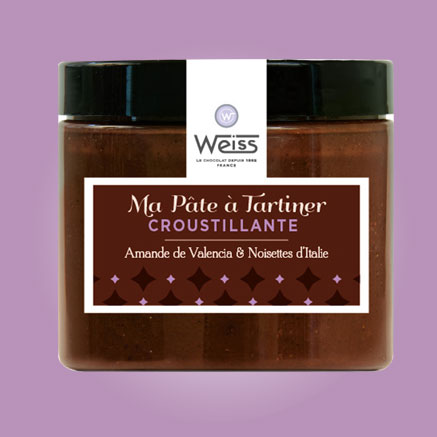 W
Weiss
LE CHOCOLAT DEPUIS 1882
FRANCE
Ma Pâte à Tartiner
CROUSTILLANTE
Amande de Valencia & Noisettes d'Italie